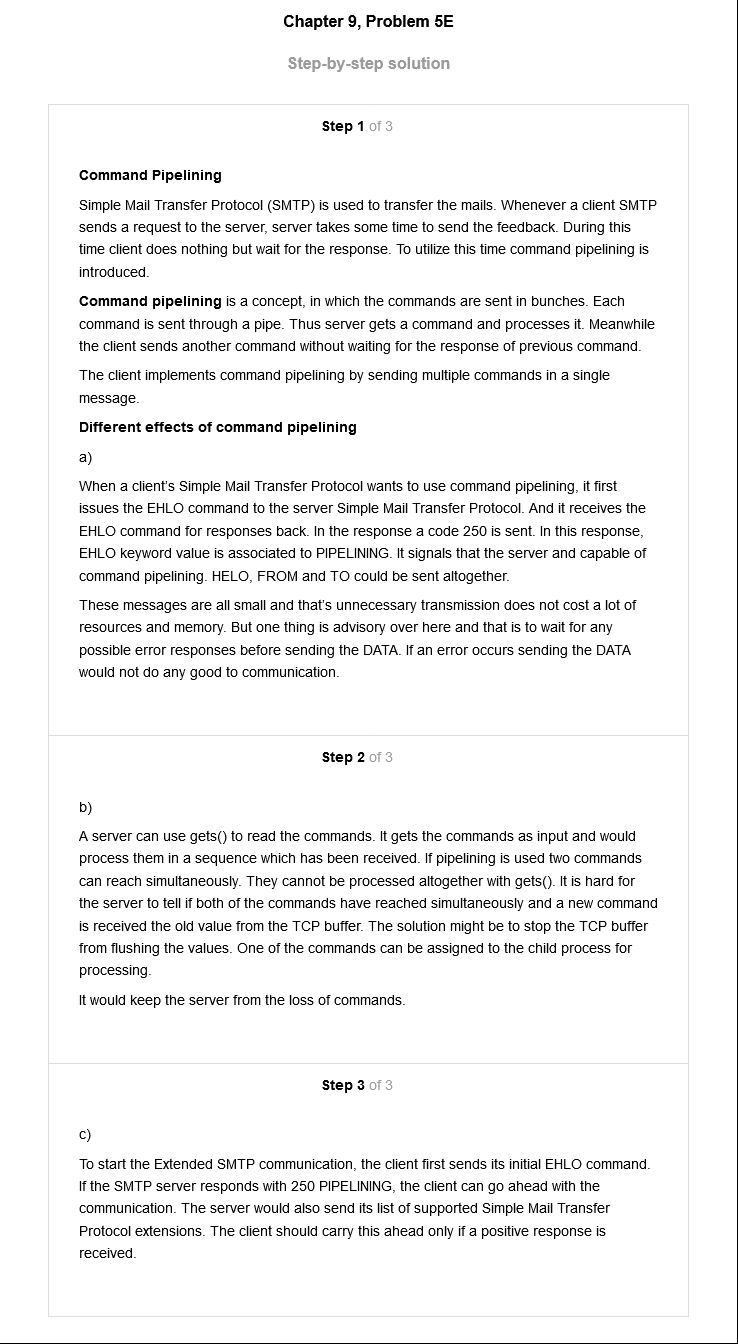 Chapter 9, Problem 5E
Step-by-step solution
Step 1 of 3
Command Pipelining
Simple Mail Transfer Protocol (SMTP) is used to transfer the mails. Whenever a client SMTP
sends a request to the server, server takes some time to send the feedback. During this
time client does nothing but wait for the response. To utilize this time command pipelining is
introduced.
Command pipelining is a concept, in which the commands are sent in bunches. Each
command is sent through a pipe. Thus server gets a command and processes it. Meanwhile
the client sends another command without waiting for the response of previous command.
The client implements command pipelining by sending multiple commands in a single
message.
Different effects of command pipelining
a)
When a client's Simple Mail Transfer Protocol wants to use command pipelining, it first
issues the EHLO command to the server Simple Mail Transfer Protocol. And it receives the
EHLO command for responses back. In the response a code 250 is sent. In this response,
EHLO keyword value is associated to PIPELINING. It signals that the server and capable of
command pipelining. HELO, FROM and TO could be sent altogether.
These messages are all small and that's unnecessary transmission does not cost a lot of
resources and memory. But one thing is advisory over here and that is to wait for any
possible error responses before sending the DATA. If an error occurs sending the DATA
would not do any good to communication.
Step 2 of 3
b)
A server can use gets() to read the commands. It gets the commands as input and would
process them in a sequence which has been received. If pipelining is used two commands
can reach simultaneously. They cannot be processed altogether with gets(). It is hard for
the server to tell if both of the commands have reached simultaneously and a new command
is received the old value from the TCP buffer. The solution might be to stop the TCP buffer
from flushing the values. One of the commands can be assigned to the child process for
processing.
It would keep the server from the loss of commands.
Step 3 of 3
c)
To start the Extended SMTP communication, the client first sends its initial EHLO command.
If the SMTP server responds with 250 PIPELINING, the client can go ahead with the
communication. The server would also send its list of supported Simple Mail Transfer
Protocol extensions. The client should carry this ahead only if a positive response is
received.